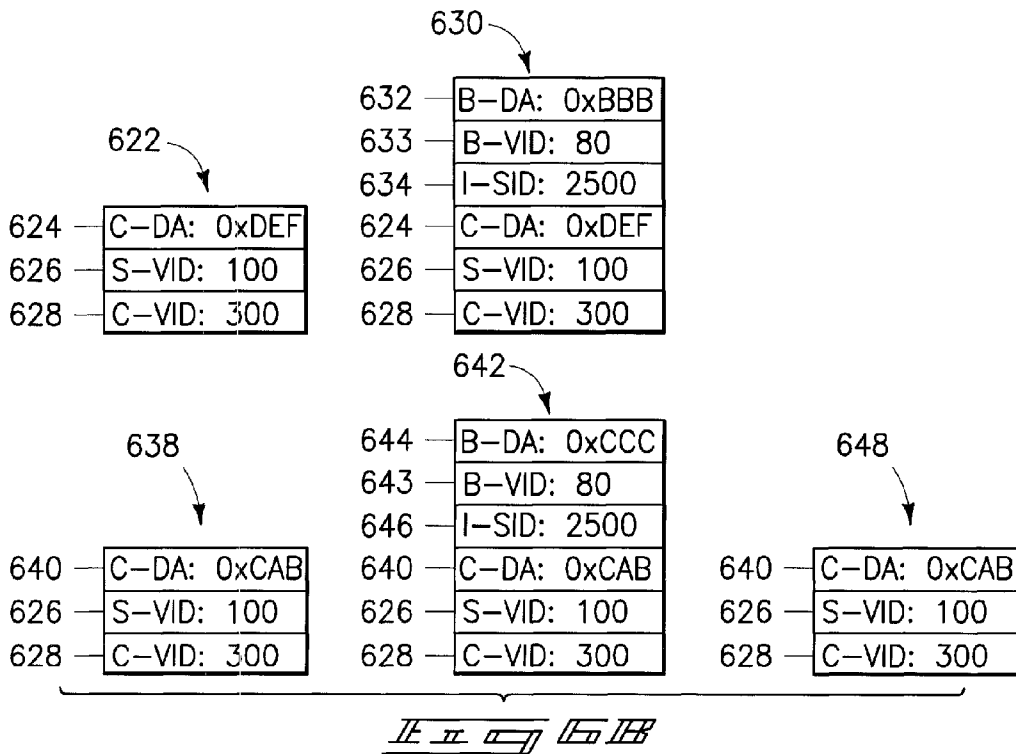 630
632 B-DA: 0xBBB
633 B-VID: 80
634 I-SID: 2500
622
624 C-DA: 0xDEF
626 S-VID: 100
628 C-VID: 300
624 C-DA: 0xDEF
626 S-VID: 100
628 C-VID: 300
642
644 B-DA: 0xCCC
643 B-VID: 80
646 I-SID: 2500
638
648
640 C-DA: 0xCAB
626 S-VID: 100
628 C-VID: 300
640 C-DA: 0xCAB
626 S-VID: 100
628 C-VID: 300
640 C-DA: 0xCAB
626 S-VID: 100
628 C-VID: 300
Fig 6B